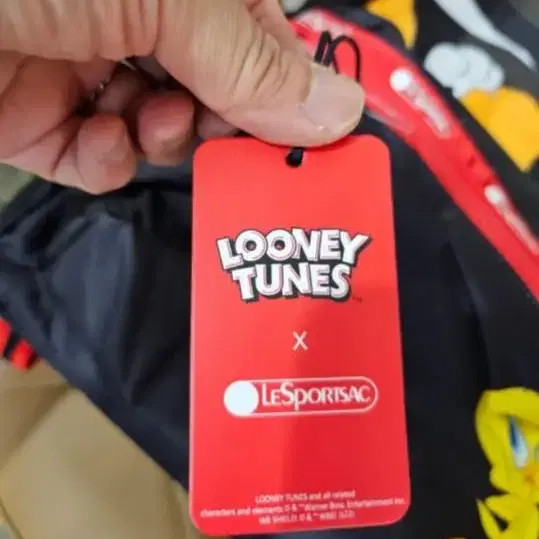 LOONEY
TUNES
™
X
LESPORTSAC
LOONEY TUNES and all related
characters and elements © & ™ Warner Bros. Entertainment Inc.
WB SHIELD: © & ™ WBEI (s22)